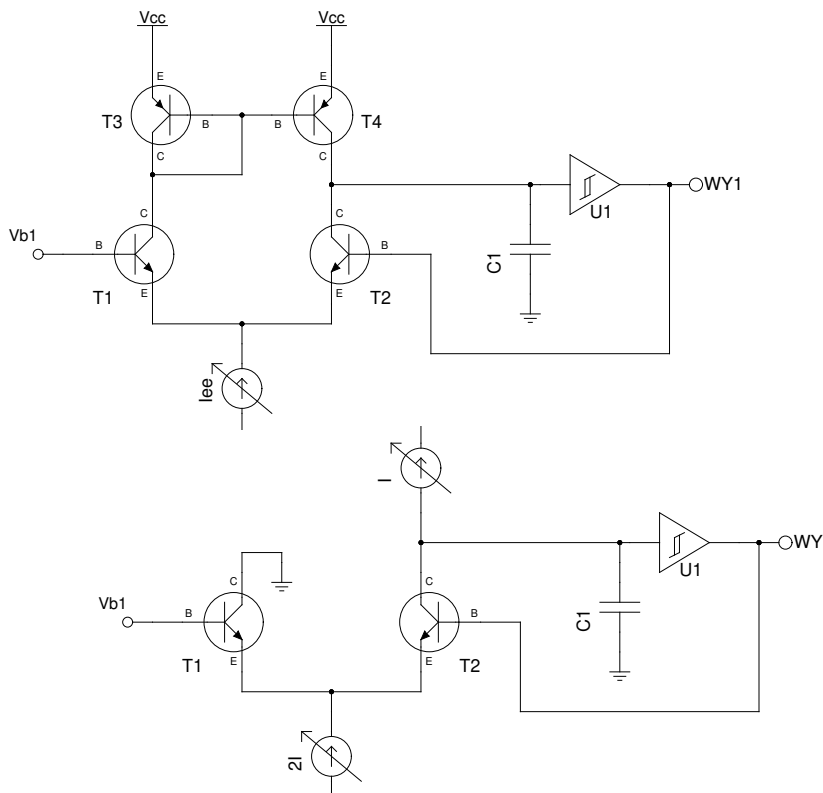 Vcc Vcc
E E
T3 B B T4
C C
WY1
U1
C C
Vb1 B B
C1
T1 E E T2
Iee
I
WY
U1
C C
Vb1 B B
C1
T1 E E T2
2I